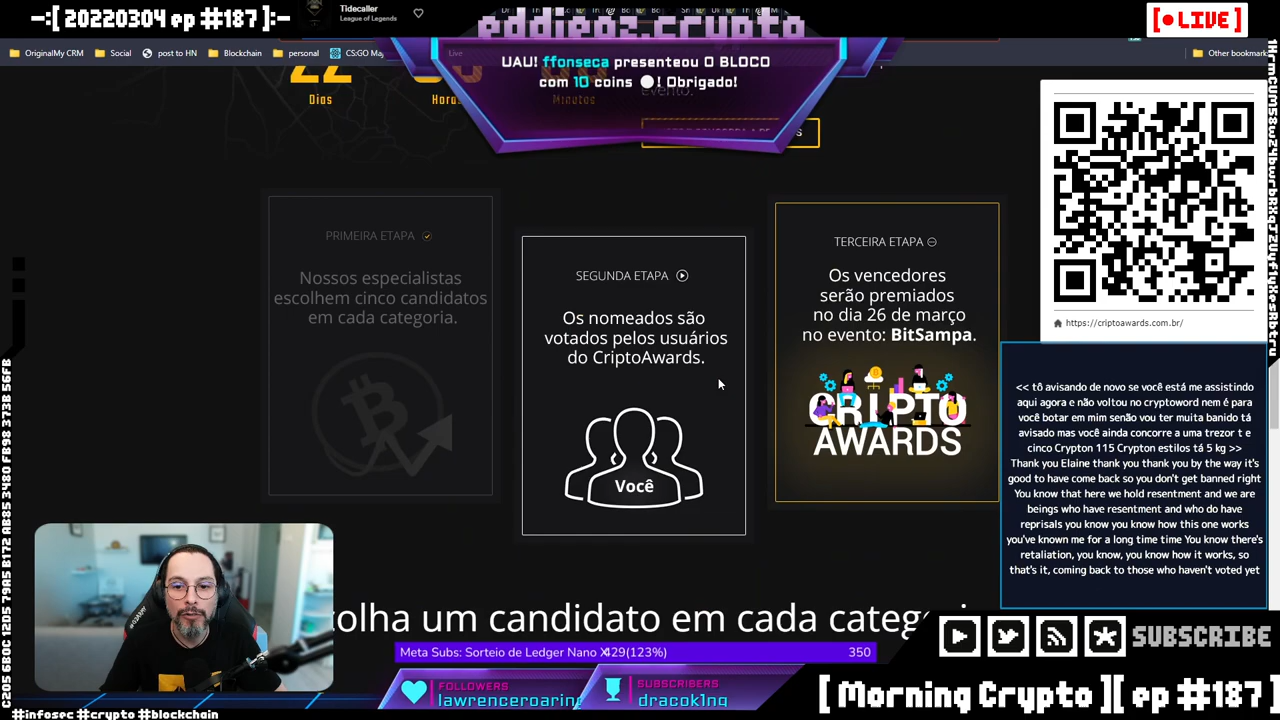 -:[ 20220304 ep #187 ]:-
Tidecaller
League of Legends
eddieoz.crypto
[• LIVE ]
OriginalMy CRM
Social
post to HN
Blockchain
personal
Live
Other bookmark
UAU! ffonseca presenteou O BLOCO
com 10 coins ! Obrigado!
22
Dias
Hora
Minutos
evento.
https://criptoawards.com.br/
PRIMEIRA ETAPA
Nossos especialistas
escolhem cinco candidatos
em cada categoria.
SEGUNDA ETAPA
Os nomeados são
votados pelos usuários
do CriptoAwards.
Você
TERCEIRA ETAPA
Os vencedores
serão premiados
no dia 26 de março
no evento: BitSampa.
CRIPTO
AWARDS
<< tô avisando de novo se você está me assistindo
aqui agora e não voltou no cryptoword nem é para
você botar em mim senão vou ter muita banido tá
avisado mas você ainda concorre a uma trezor t e
cinco Crypton 115 Crypton estilos tá 5 kg >>
Thank you Elaine thank you thank you by the way it's
good to have come back so you don't get banned right
You know that here we hold resentment and we are
beings who have resentment and who do have
reprisals you know you know how this one works
you've known me for a long time time You know there's
retaliation, you know, you know how it works, so
that's it, coming back to those who haven't voted yet
colha um candidato em cada catego
Meta Subs: Sorteio de Ledger Nano X
429(123%)
350
SUBSCRIBE
FOLLOWERS
lawrenceroaring
SUBSCRIBERS
dracok1ng
[ Morning Crypto ][ ep #187 ]
#infosec #crypto #blockchain